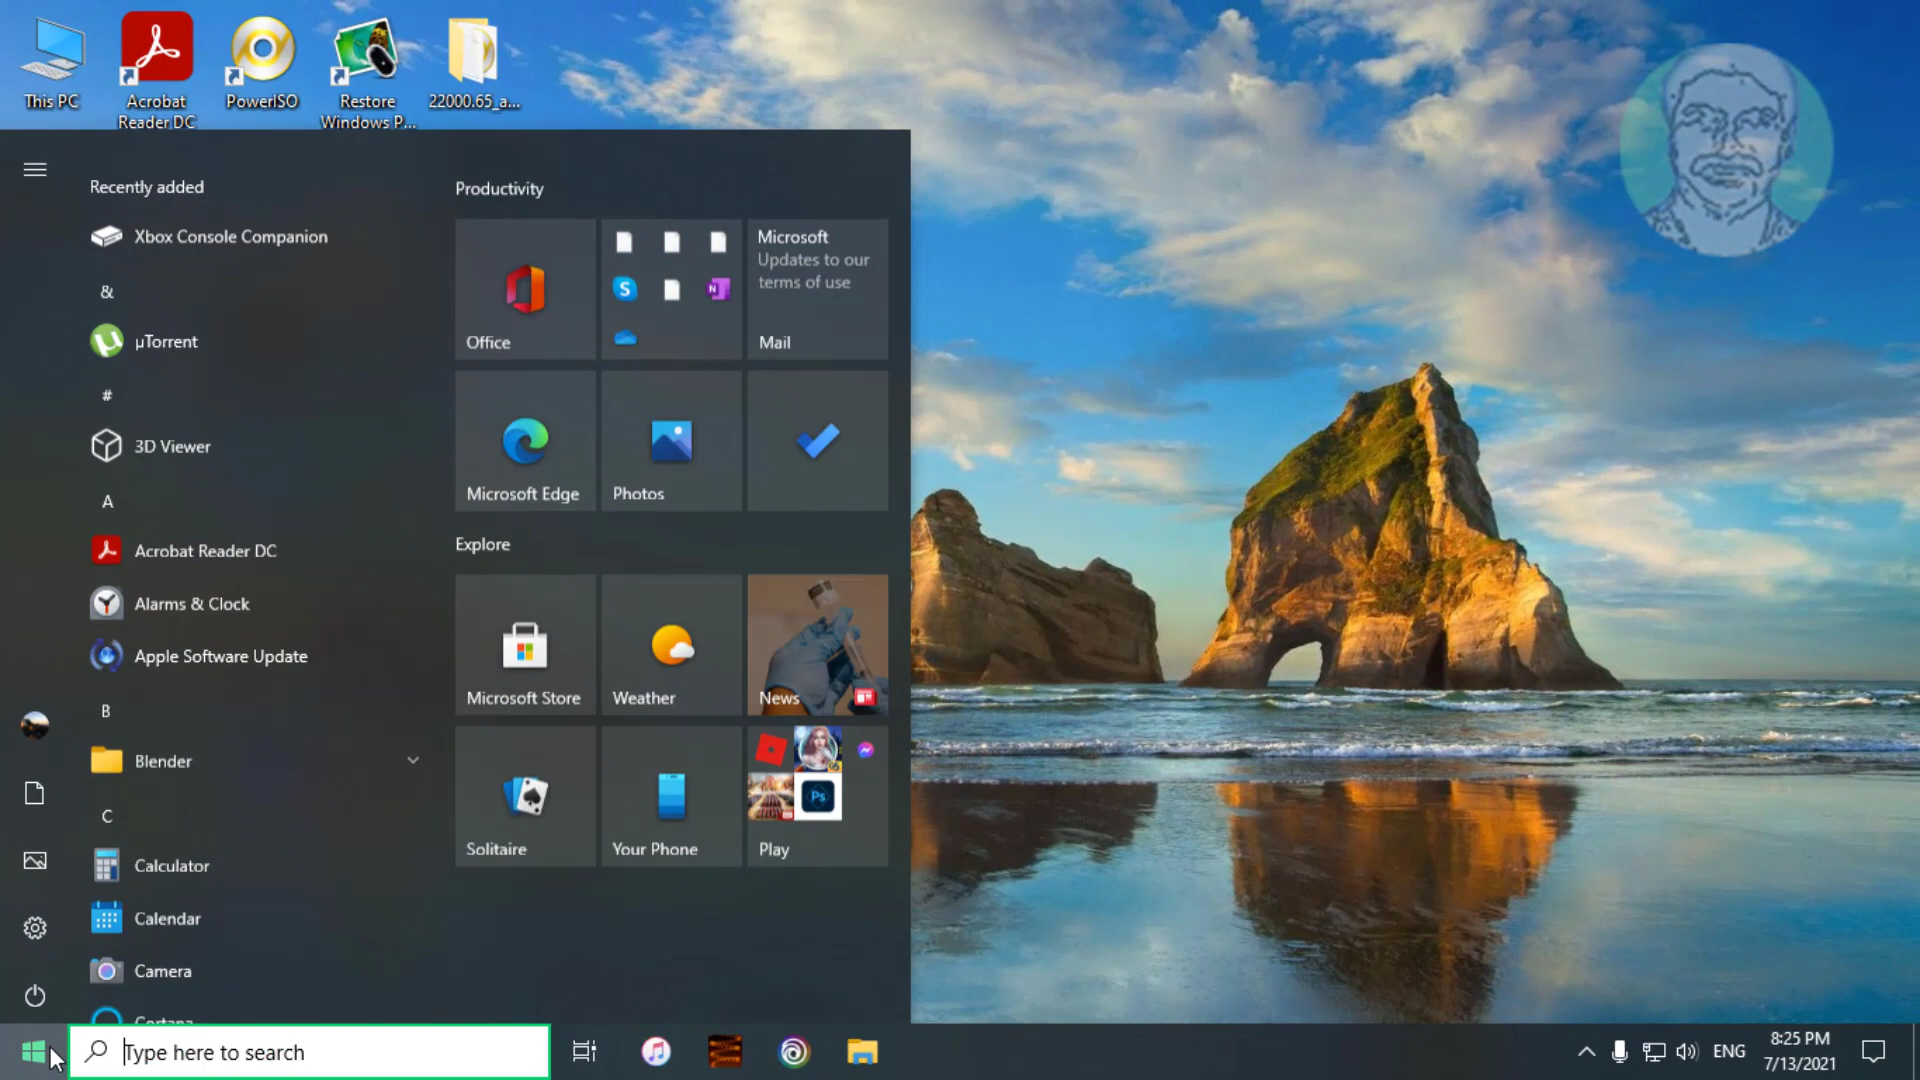 This PC
Acrobat
Reader DC
PowerISO
Restore
Windows P...
22000.65_a...
Recently added
Xbox Console Companion
&
µTorrent
#
3D Viewer
A
Acrobat Reader DC
Alarms & Clock
Apple Software Update
B
Blender
C
Calculator
Calendar
Camera
Cortana
Productivity
Office
Microsoft
Updates to our
terms of use
Mail
Microsoft Edge
Photos
Explore
Microsoft Store
Weather
News
Solitaire
Your Phone
Ps
Play
Type here to search
ENG
8:25 PM
7/13/2021